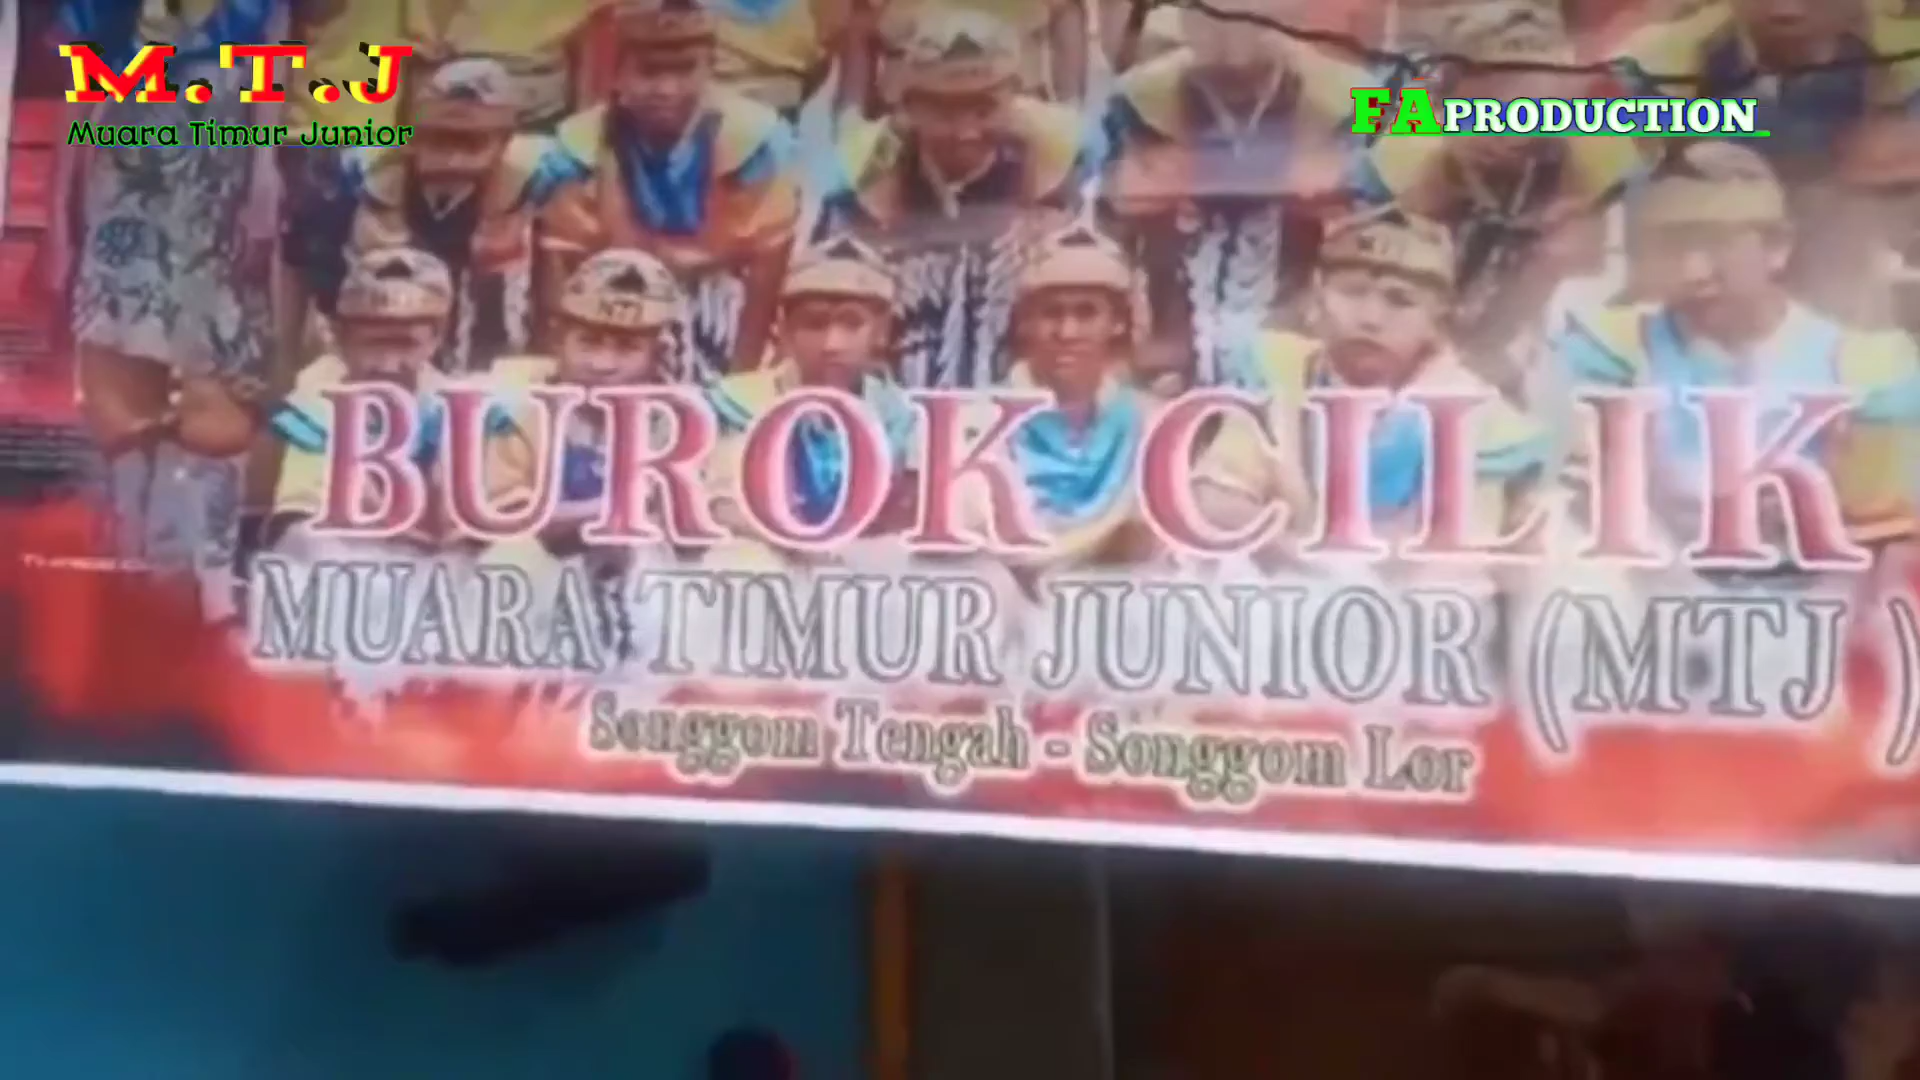 M.T.J
Muara Timur Junior
FA PRODUCTION
BUROK CILIK
MUARA TIMUR JUNIOR (MTJ)
Songgom Tengah - Songgom Lor